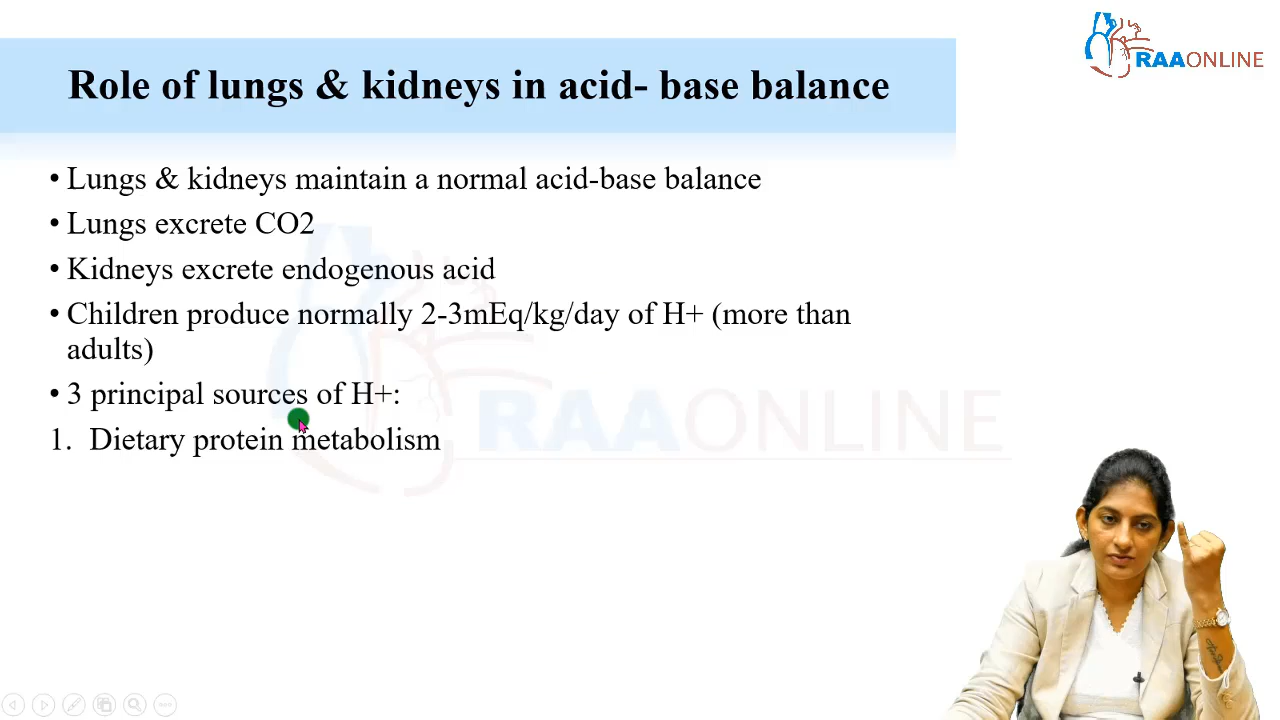 RAAONLINE
Role of lungs & kidneys in acid- base balance
• Lungs & kidneys maintain a normal acid-base balance
• Lungs excrete CO2
• Kidneys excrete endogenous acid
• Children produce normally 2-3mEq/kg/day of H+ (more than
adults)
• 3 principal sources of H+:
1. Dietary protein metabolism
RAAONLINE